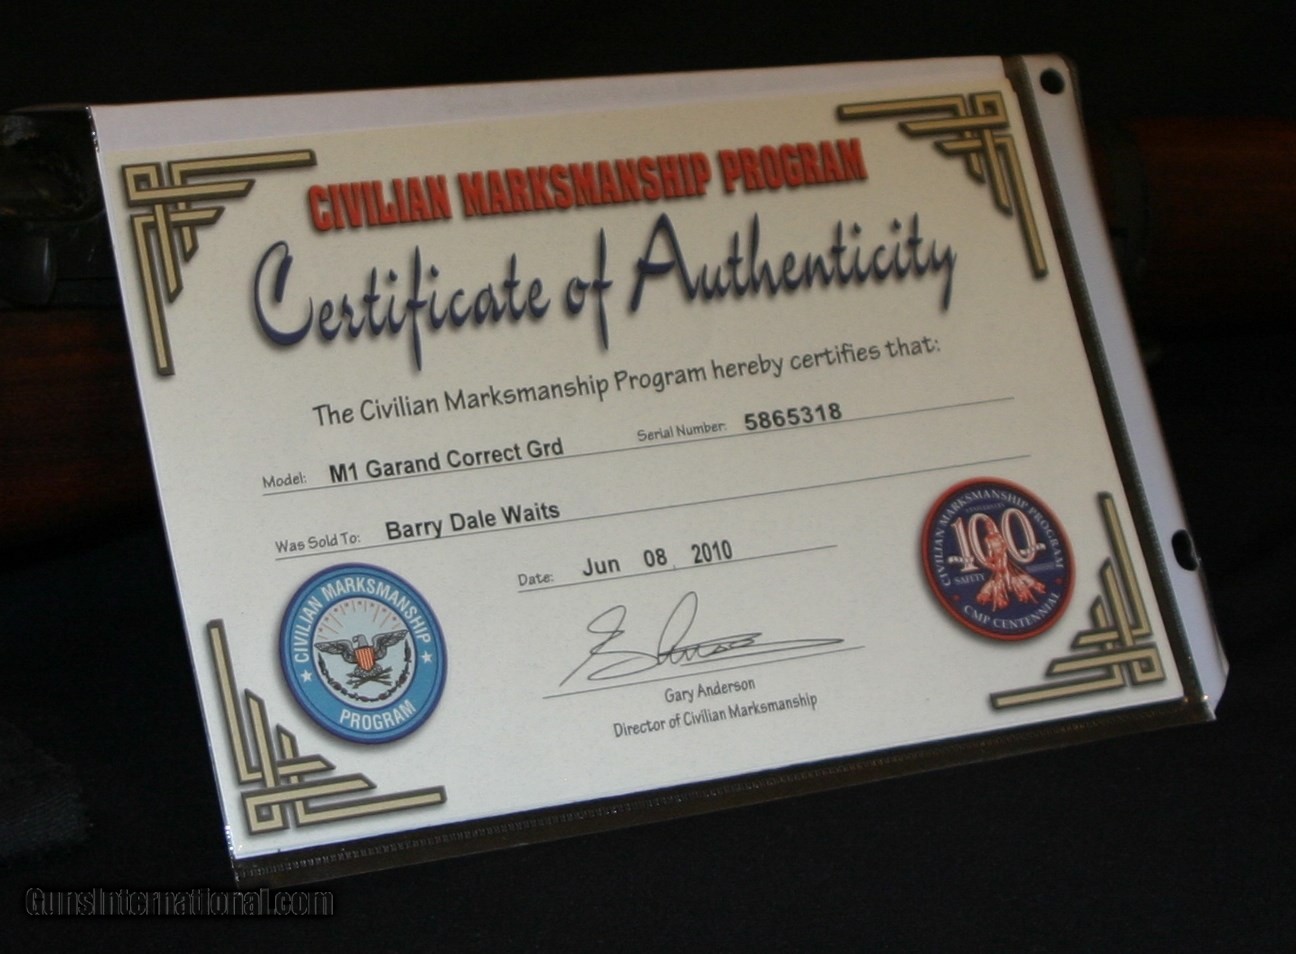 CIVILIAN MARKSMANSHIP PROGRAM
Certificate of Authenticity
The Civilian Marksmanship Program hereby certifies that:
Model: M1 Garand Correct Grd Serial Number: 5865318
Was Sold To: Barry Dale Waits
Date: Jun 08, 2010
Gary Anderson
Director of Civilian Marksmanship
CIVILIAN MARKSMANSHIP
PROGRAM
CIVILIAN MARKSMANSHIP PROGRAM
100
SAFETY
CMP CENTENNIAL
GunsInternational.com